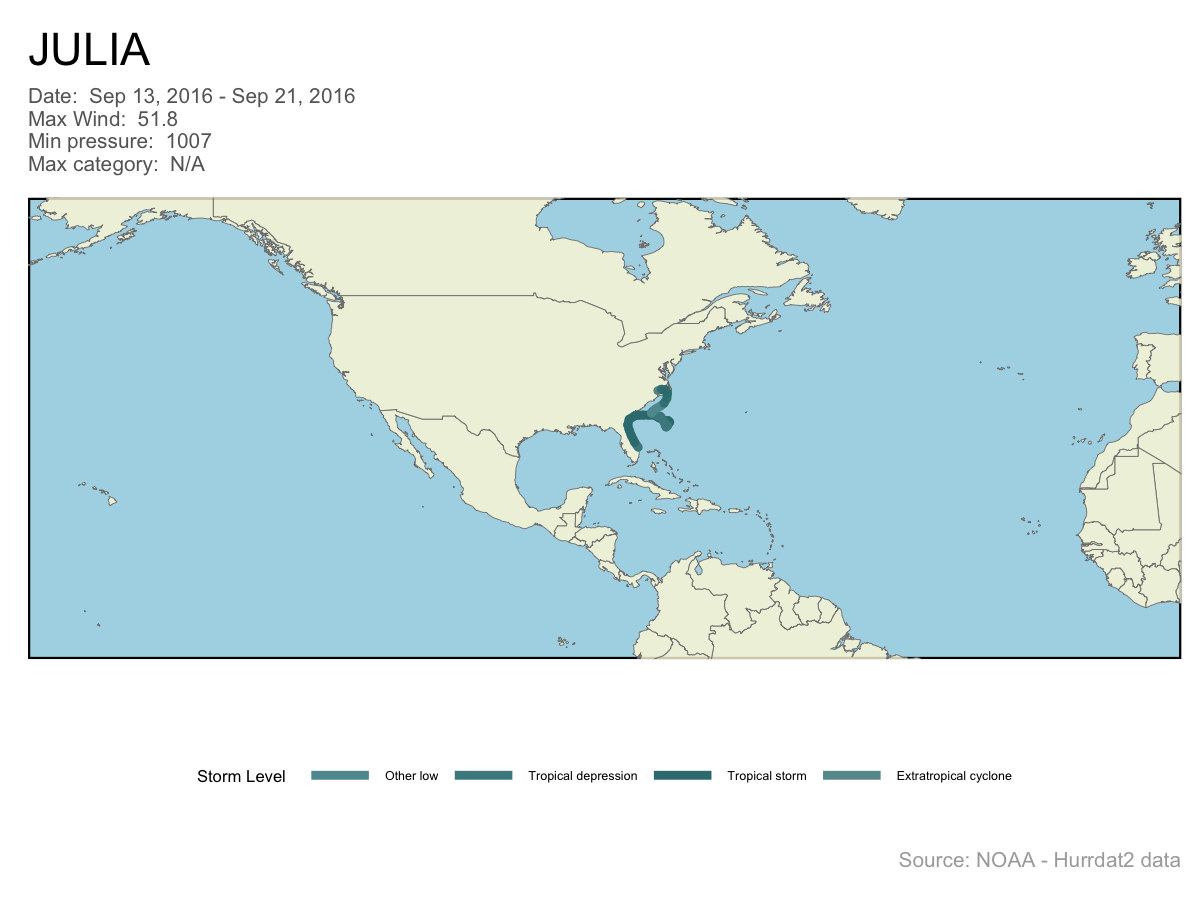 JULIA
Date:  Sep 13, 2016 - Sep 21, 2016
Max Wind:  51.8
Min pressure:  1007
Max category:  N/A
Storm Level
Other low
Tropical depression
Tropical storm
Extratropical cyclone
Source: NOAA - Hurrdat2 data